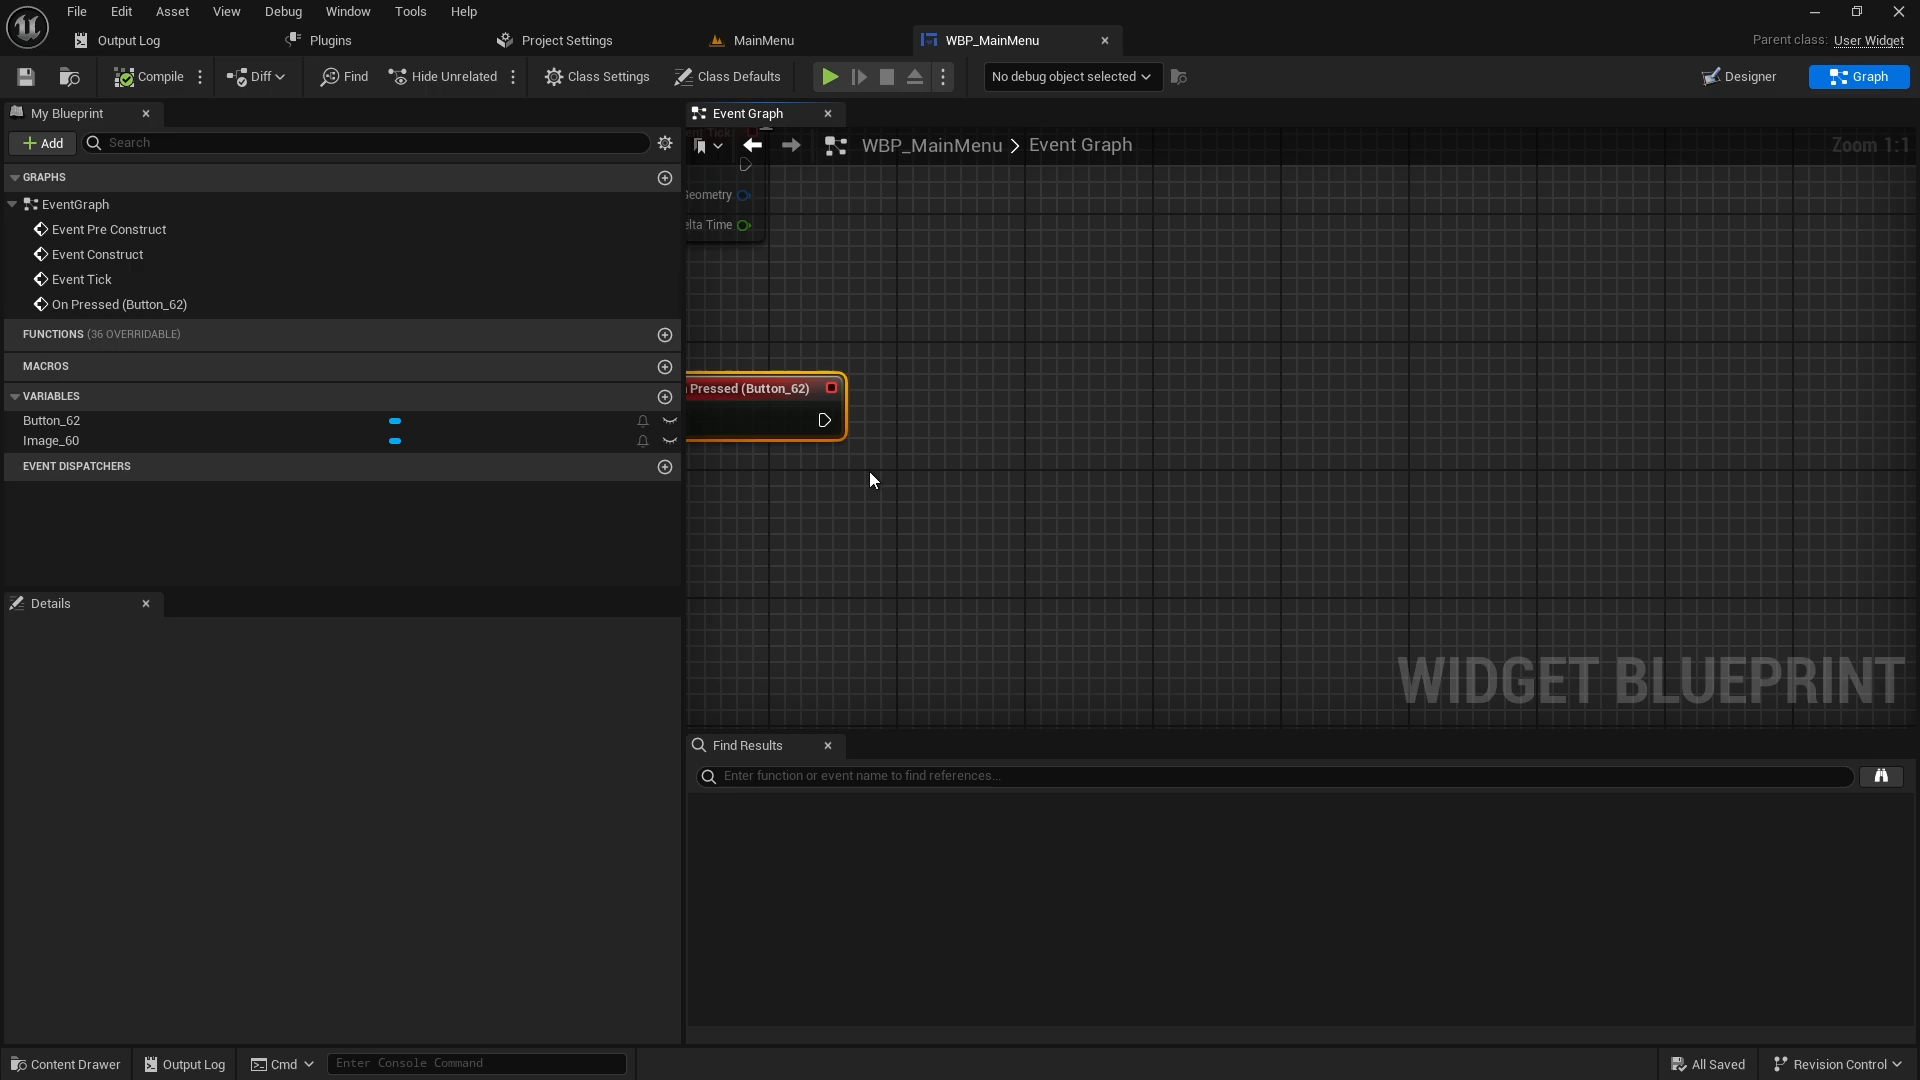 File Edit Asset View Debug Window Tools Help
Output Log Plugins Project Settings MainMenu WBP_MainMenu Parent class: User Widget
Compile Diff Find Hide Unrelated Class Settings Class Defaults No debug object selected Designer Graph
My Blueprint
Event Graph
Add Search
WBP_MainMenu > Event Graph Zoom 1:1
GRAPHS
EventGraph
Event Pre Construct
Event Construct
Event Tick
On Pressed (Button_62)
FUNCTIONS (36 OVERRIDABLE)
MACROS
VARIABLES
Button_62
Image_60
EVENT DISPATCHERS
Geometry
elta Time
Pressed (Button_62)
WIDGET BLUEPRINT
Details
Find Results
Enter function or event name to find references...
Content Drawer Output Log Cmd Enter Console Command All Saved Revision Control